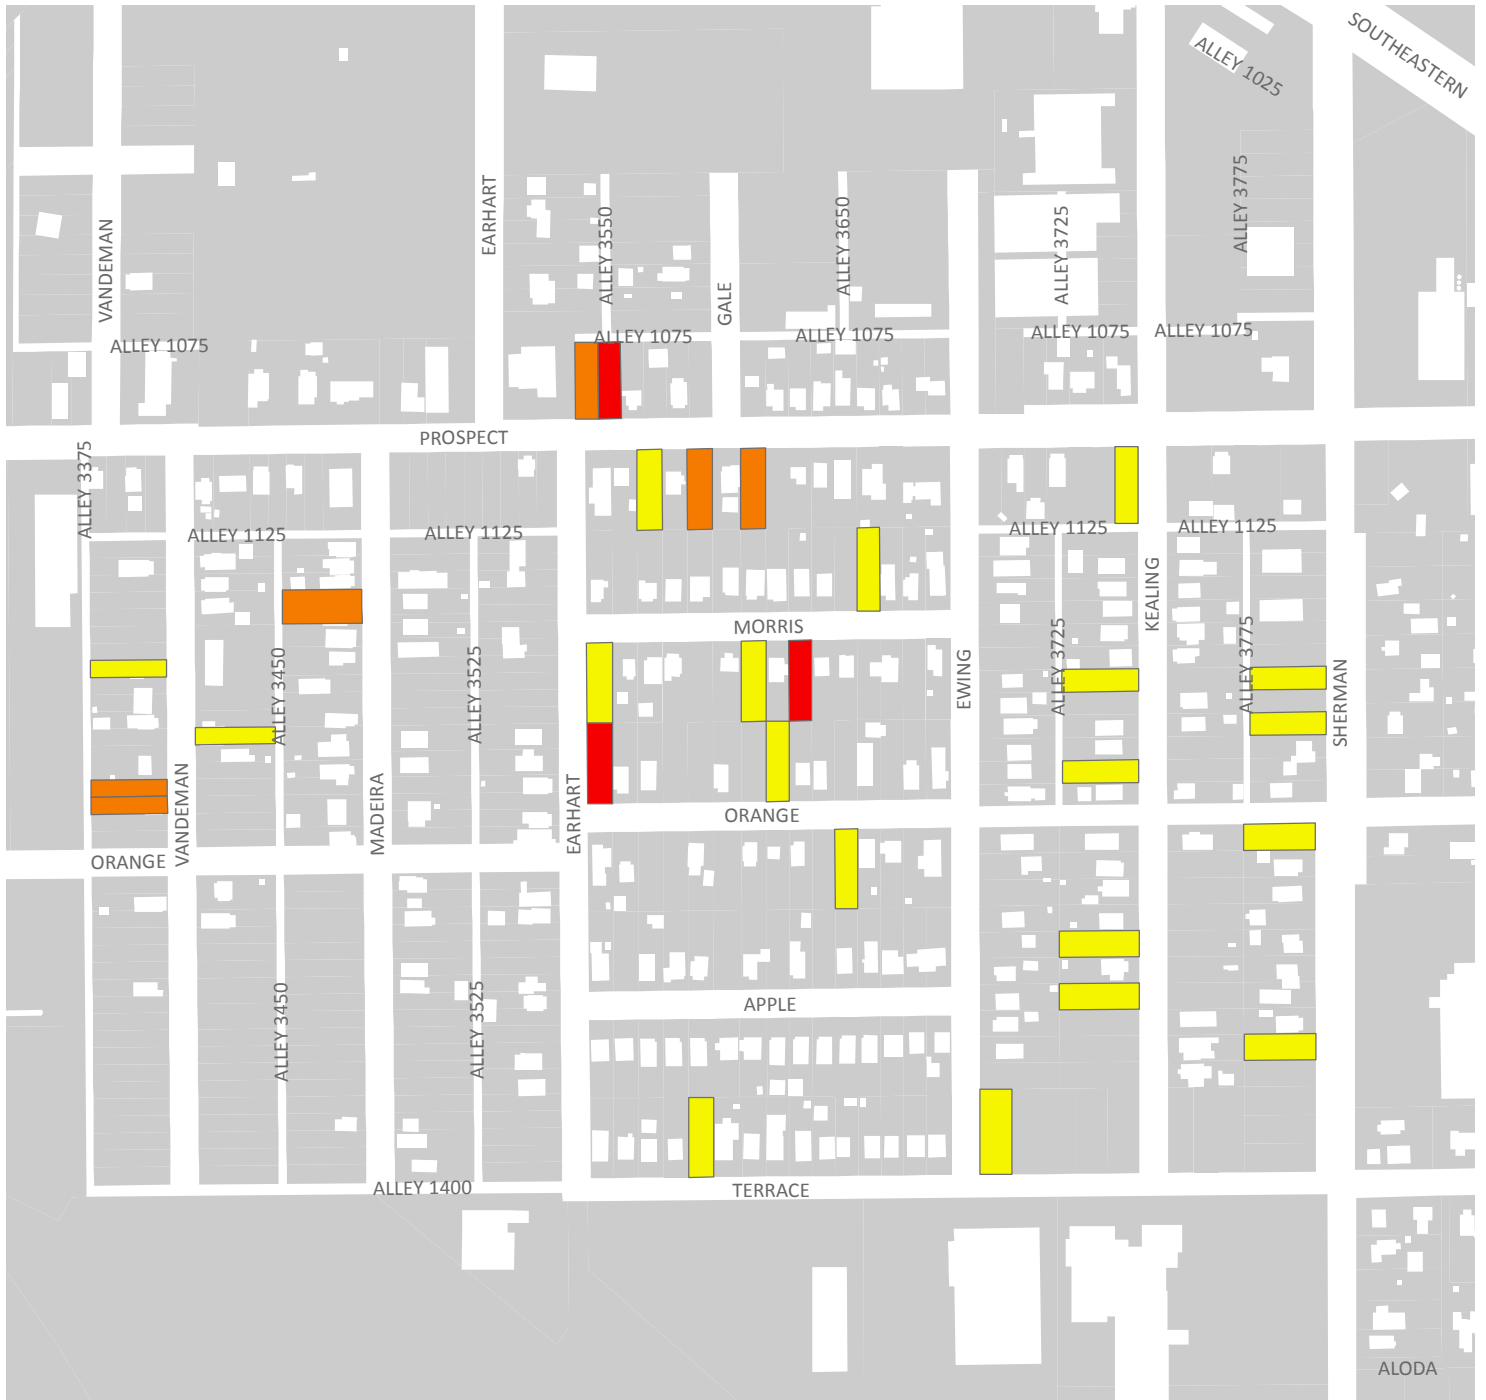 SOUTHEASTERN
ALLEY 1025
ALLEY 3775
EARHART
ALLEY 3550
ALLEY 3650
ALLEY 3725
VANDEMAN
GALE
ALLEY 1075
ALLEY 1075
ALLEY 1075
ALLEY 1075
ALLEY 1075
PROSPECT
ALLEY 3375
ALLEY 1125
ALLEY 1125
ALLEY 1125
ALLEY 1125
KEALING
MORRIS
ALLEY 3450
ALLEY 3525
EWING
ALLEY 3725
ALLEY 3775
SHERMAN
VANDEMAN
MADEIRA
EARHART
ORANGE
ORANGE
ALLEY 3450
ALLEY 3525
APPLE
ALLEY 1400
TERRACE
ALODA